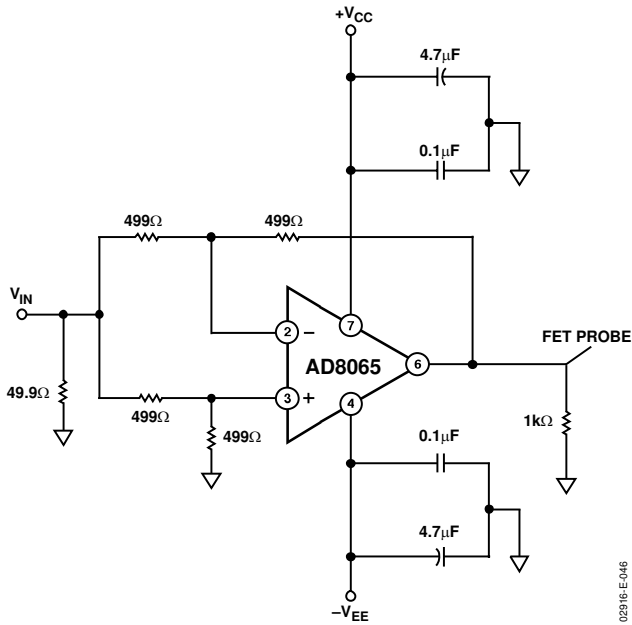 +VCC
4.7μF
0.1μF
499Ω
499Ω
VIN
2
−
7
FET PROBE
AD8065
6
49.9Ω
3
+
4
499Ω
499Ω
1kΩ
0.1μF
4.7μF
−VEE
02916-E-046